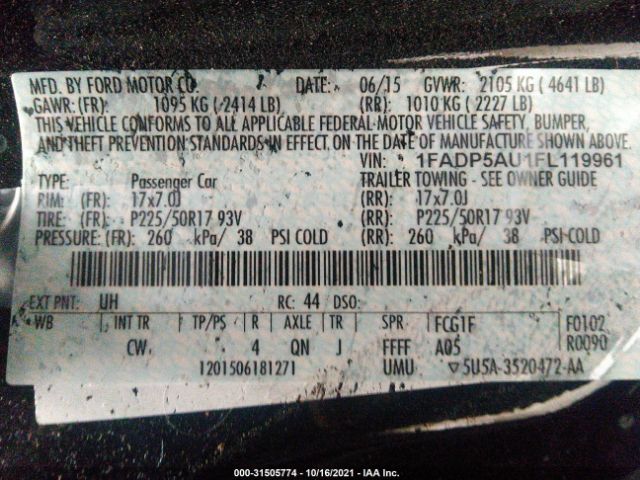 MFD. BY FORD MOTOR CO. DATE: 06/15 GVWR: 2105 KG ( 4641 LB)
GAWR: (FR): 1095 KG ( 2414 LB) (RR): 1010 KG ( 2227 LB)
THIS VEHICLE CONFORMS TO ALL APPLICABLE FEDERAL MOTOR VEHICLE SAFETY, BUMPER,
AND THEFT PREVENTION STANDARDS IN EFFECT ON THE DATE OF MANUFACTURE SHOWN ABOVE.
VIN: 1FADP5AU1FL119961
TYPE: Passenger Car TRAILER TOWING - SEE OWNER GUIDE
RIM: (FR): 17x7.0J (RR): 17x7.0J
TIRE: (FR): P225/50R17 93V (RR): P225/50R17 93V
PRESSURE: (FR): 260 kPa/ 38 PSI COLD (RR): 260 kPa/ 38 PSI COLD
EXT PNT: UH RC: 44 DSO:
WB INT TR TP/PS R AXLE TR SPR FCG1F F0102
CW 4 QN J FFFF A05 R0090
1201506181271 UMU ▽5U5A-3520472-AA
000-31505774 - 10/16/2021 - IAA Inc.